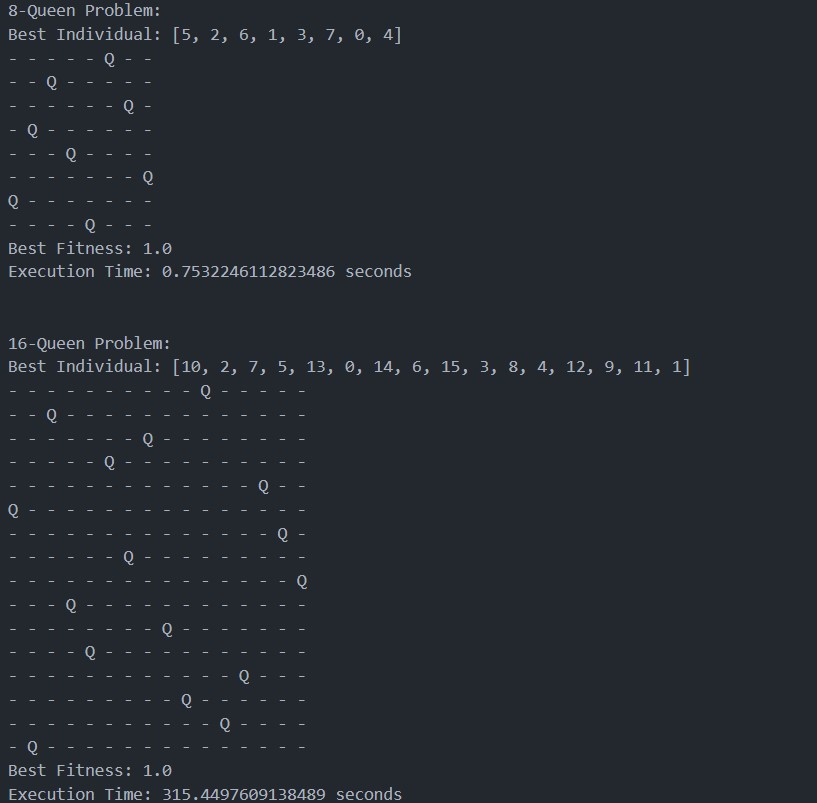 8-Queen Problem:
Best Individual: [5, 2, 6, 1, 3, 7, 0, 4]
- - - - - Q - -
- - Q - - - - -
- - - - - - Q -
- Q - - - - - -
- - - Q - - - -
- - - - - - - Q
Q - - - - - - -
- - - - Q - - -
Best Fitness: 1.0
Execution Time: 0.7532246112823486 seconds
16-Queen Problem:
Best Individual: [10, 2, 7, 5, 13, 0, 14, 6, 15, 3, 8, 4, 12, 9, 11, 1]
- - - - - - - - - - Q - - - - -
- - Q - - - - - - - - - - - - -
- - - - - - - Q - - - - - - - -
- - - - - Q - - - - - - - - - -
- - - - - - - - - - - - - Q - -
Q - - - - - - - - - - - - - - -
- - - - - - - - - - - - - - Q -
- - - - - - Q - - - - - - - - -
- - - - - - - - - - - - - - - Q
- - - Q - - - - - - - - - - - -
- - - - - - - - Q - - - - - - -
- - - - Q - - - - - - - - - - -
- - - - - - - - - - - - Q - - -
- - - - - - - - - Q - - - - - -
- - - - - - - - - - - Q - - - -
- Q - - - - - - - - - - - - - -
Best Fitness: 1.0
Execution Time: 315.4497609138489 seconds